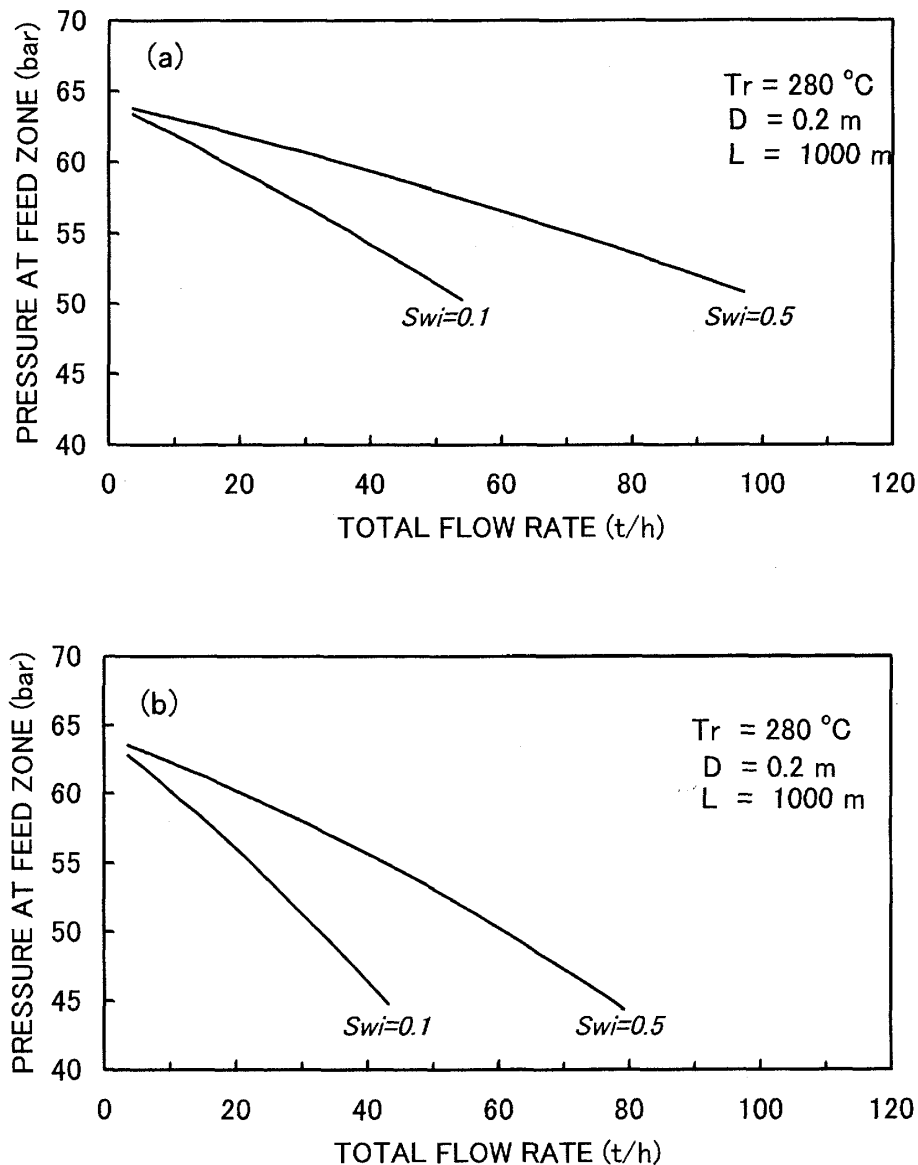 (a)
Tr = 280 °C
D = 0.2 m
L = 1000 m
PRESSURE AT FEED ZONE (bar)
70
65
60
55
50
45
40
Swi=0.1
Swi=0.5
0 20 40 60 80 100 120
TOTAL FLOW RATE (t/h)
(b)
Tr = 280 °C
D = 0.2 m
L = 1000 m
PRESSURE AT FEED ZONE (bar)
70
65
60
55
50
45
40
Swi=0.1
Swi=0.5
0 20 40 60 80 100 120
TOTAL FLOW RATE (t/h)